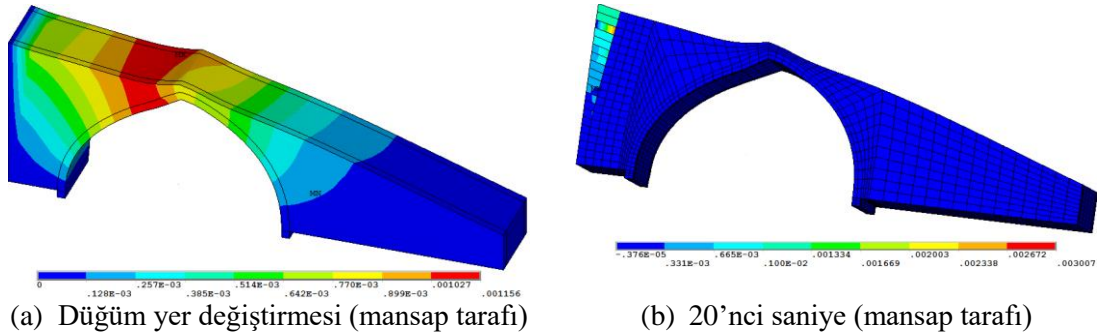 0
.128E-03
.257E-03
.385E-03
.514E-03
.642E-03
.770E-03
.899E-03
.001027
.001156
-.376E-05
.331E-03
.665E-03
.100E-02
.001334
.001669
.002003
.002338
.002672
.003007
(a) Düğüm yer değiştirmesi (mansap tarafı)
(b) 20’nci saniye (mansap tarafı)